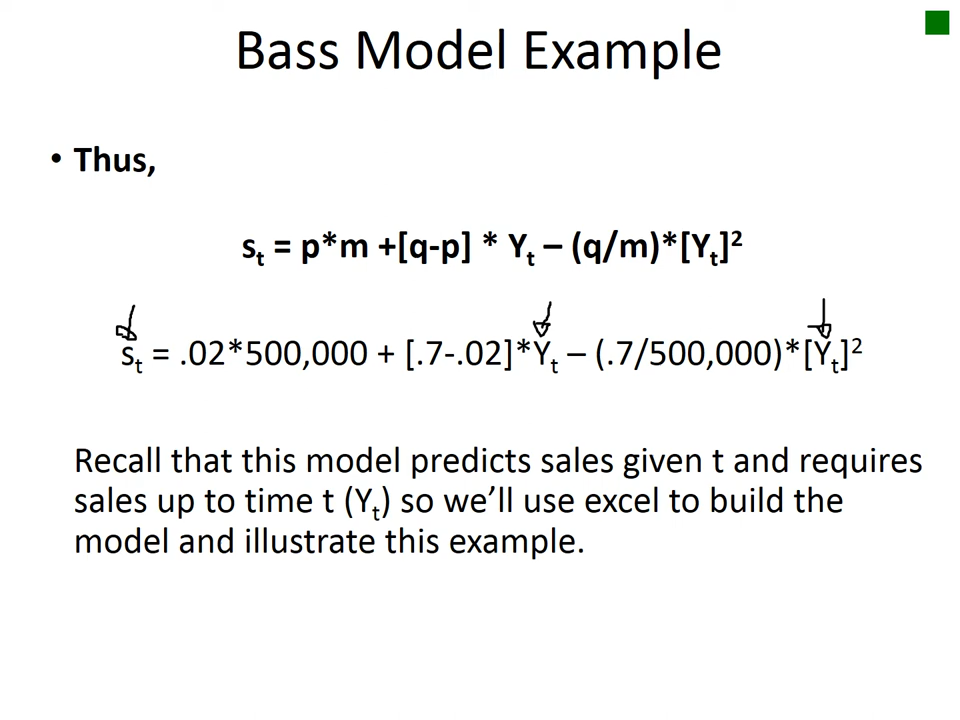 Bass Model Example
• Thus,
sₜ = p*m +[q-p] * Yₜ – (q/m)*[Yₜ]²
sₜ = .02*500,000 + [.7-.02]*Yₜ – (.7/500,000)*[Yₜ]²
Recall that this model predicts sales given t and requires
sales up to time t (Yₜ) so we’ll use excel to build the
model and illustrate this example.